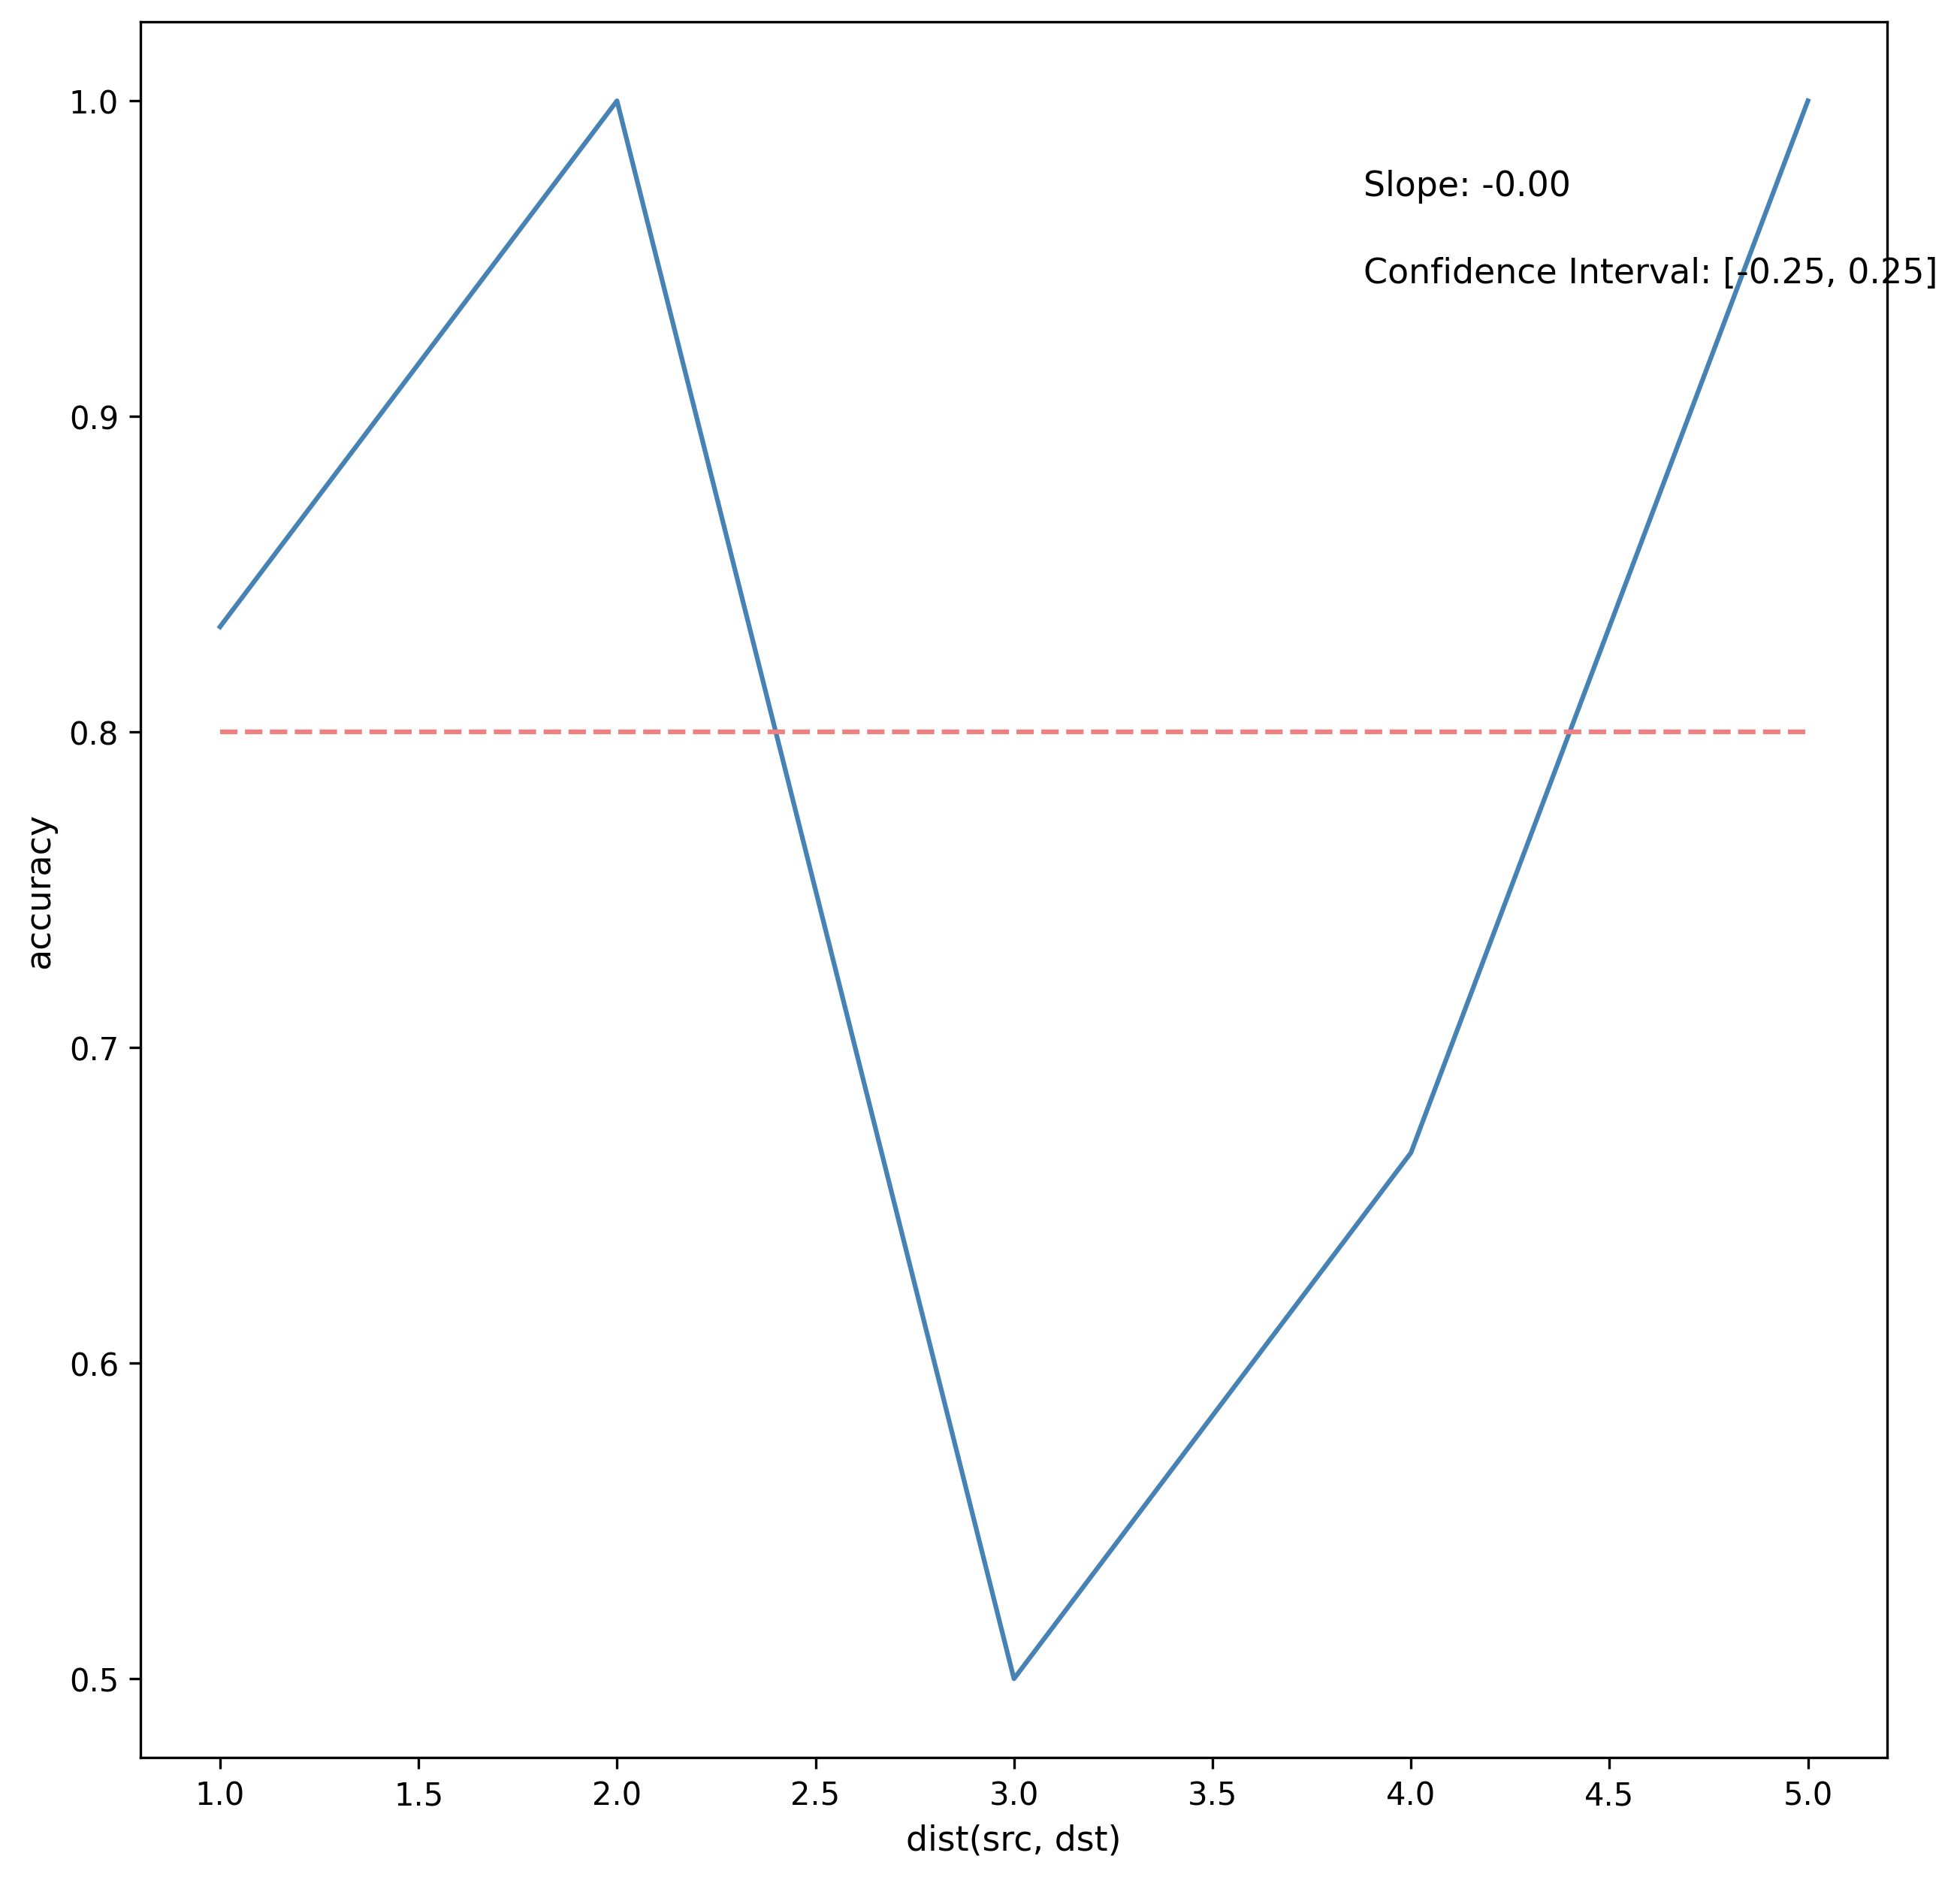 1.0
Slope: -0.00
Confidence Interval: [-0.25, 0.25]
0.9
0.8
accuracy
0.7
0.6
0.5
1.0 1.5 2.0 2.5 3.0 3.5 4.0 4.5 5.0
dist(src, dst)